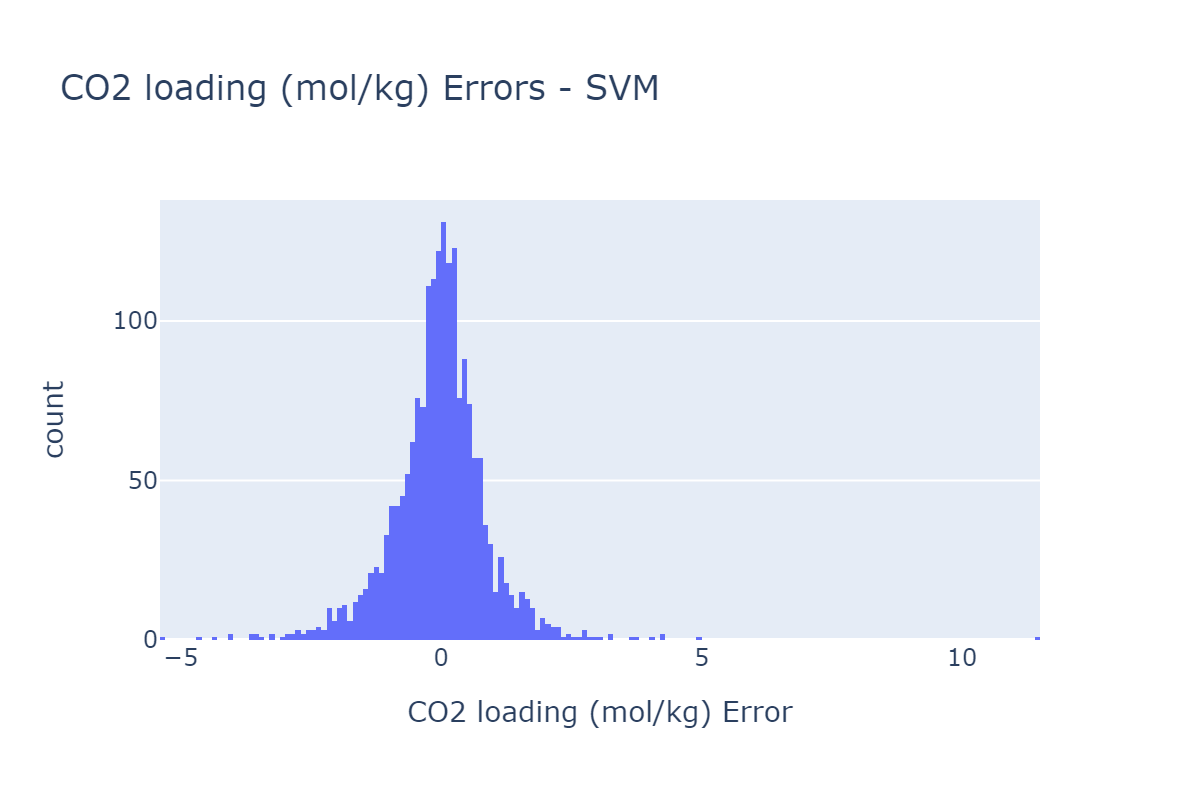 CO2 loading (mol/kg) Errors - SVM
100
50
0
count
−5 0 5 10
CO2 loading (mol/kg) Error